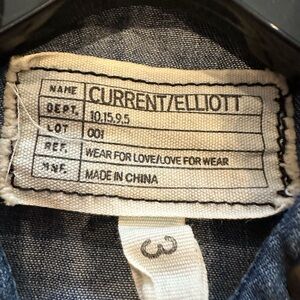 NAME CURRENT/ELLIOTT
DEPT. 10.15.9.5
LOT 001
REF. WEAR FOR LOVE/LOVE FOR WEAR
MNF. MADE IN CHINA
3